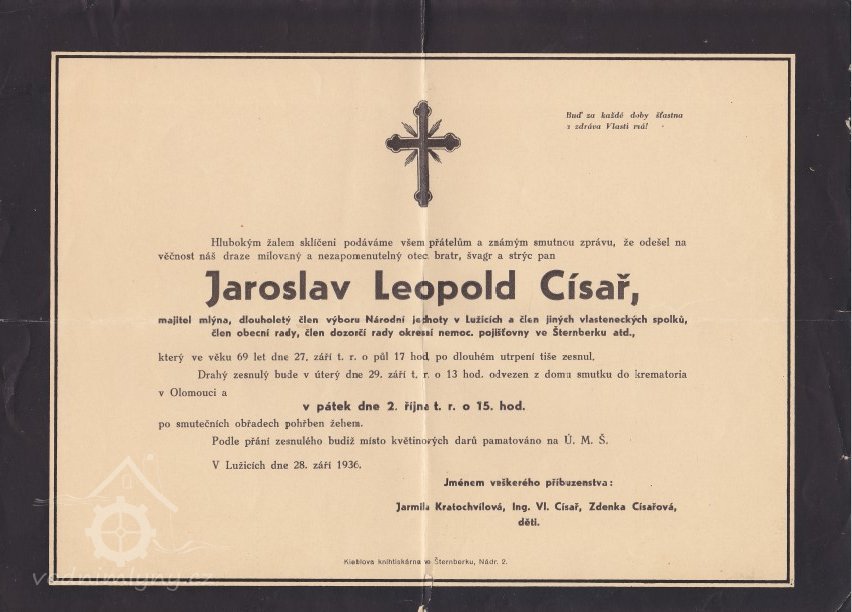 Buď za každé doby šťastna
a zdráva Vlasti má!
Hlubokým žalem sklíčeni podáváme všem přátelům a známým smutnou zprávu, že odešel na
věčnost náš draze milovaný a nezapomenutelný otec, bratr, švagr a strýc pan
Jaroslav Leopold Císař,
majitel mlýna, dlouholetý člen výboru Národní jednoty v Lužicích a člen jiných vlasteneckých spolků,
člen obecní rady, člen dozorčí rady okresní nemoc. pojišťovny ve Šternberku atd.,
který ve věku 69 let dne 27. září t. r. o půl 17 hod. po dlouhém utrpení tiše zesnul.
Drahý zesnulý bude v úterý dne 29. září t. r. o 13 hod. odvezen z domu smutku do krematoria
v Olomouci a
v pátek dne 2. října t. r. o 15. hod.
po smutečních obřadech pohřben žehem.
Podle přání zesnulého budiž místo květinových darů pamatováno na Ú. M. Š.
V Lužicích dne 28. září 1936.
Jménem veškerého příbuzenstva:
Jarmila Kratochvílová, Ing. Vl. Císař, Zdenka Císařová,
děti.
Kieslova knihtiskárna ve Šternberku, Nádr. 2.
vodnimlyny.cz